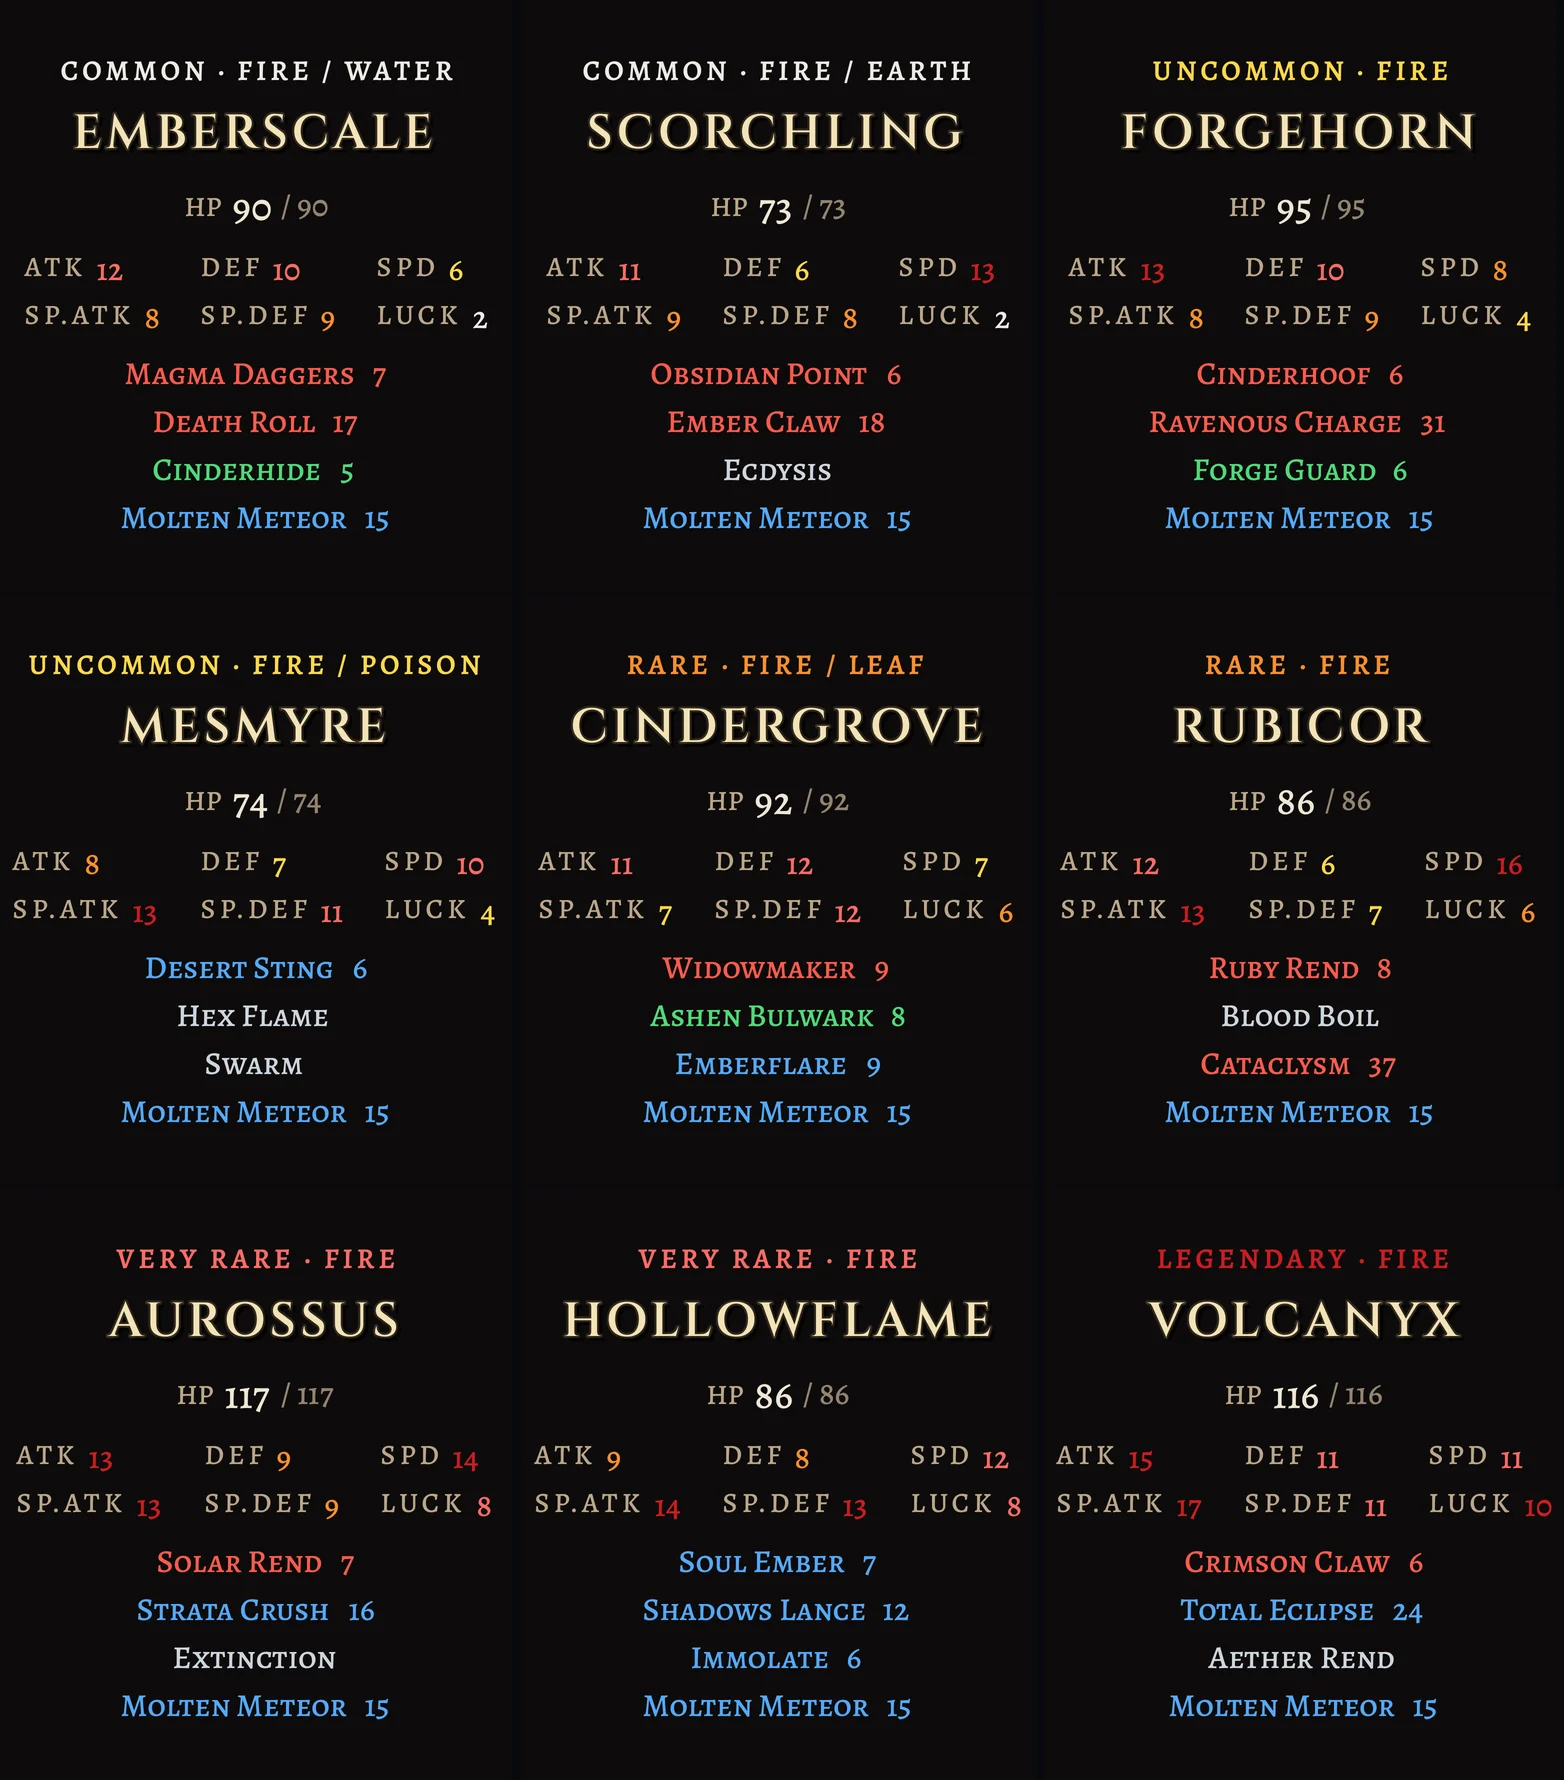 COMMON · FIRE / WATER
EMBERSCALE
HP 90 / 90
ATK 12 DEF 10 SPD 6
SP.ATK 8 SP.DEF 9 LUCK 2
MAGMA DAGGERS 7
DEATH ROLL 17
CINDERHIDE 5
MOLTEN METEOR 15
COMMON · FIRE / EARTH
SCORCHLING
HP 73 / 73
ATK 11 DEF 6 SPD 13
SP.ATK 9 SP.DEF 8 LUCK 2
OBSIDIAN POINT 6
EMBER CLAW 18
ECDYSIS
MOLTEN METEOR 15
UNCOMMON · FIRE
FORGEHORN
HP 95 / 95
ATK 13 DEF 10 SPD 8
SP.ATK 8 SP.DEF 9 LUCK 4
CINDERHOOF 6
RAVENOUS CHARGE 31
FORGE GUARD 6
MOLTEN METEOR 15
UNCOMMON · FIRE / POISON
MESMYRE
HP 74 / 74
ATK 8 DEF 7 SPD 10
SP.ATK 13 SP.DEF 11 LUCK 4
DESERT STING 6
HEX FLAME
SWARM
MOLTEN METEOR 15
RARE · FIRE / LEAF
CINDERGROVE
HP 92 / 92
ATK 11 DEF 12 SPD 7
SP.ATK 7 SP.DEF 12 LUCK 6
WIDOWMAKER 9
ASHEN BULWARK 8
EMBERFLARE 9
MOLTEN METEOR 15
RARE · FIRE
RUBICOR
HP 86 / 86
ATK 12 DEF 6 SPD 16
SP.ATK 13 SP.DEF 7 LUCK 6
RUBY REND 8
BLOOD BOIL
CATACLYSM 37
MOLTEN METEOR 15
VERY RARE · FIRE
AUROSSUS
HP 117 / 117
ATK 13 DEF 9 SPD 14
SP.ATK 13 SP.DEF 9 LUCK 8
SOLAR REND 7
STRATA CRUSH 16
EXTINCTION
MOLTEN METEOR 15
VERY RARE · FIRE
HOLLOWFLAME
HP 86 / 86
ATK 9 DEF 8 SPD 12
SP.ATK 14 SP.DEF 13 LUCK 8
SOUL EMBER 7
SHADOWS LANCE 12
IMMOLATE 6
MOLTEN METEOR 15
LEGENDARY · FIRE
VOLCANYX
HP 116 / 116
ATK 15 DEF 11 SPD 11
SP.ATK 17 SP.DEF 11 LUCK 10
CRIMSON CLAW 6
TOTAL ECLIPSE 24
AETHER REND
MOLTEN METEOR 15